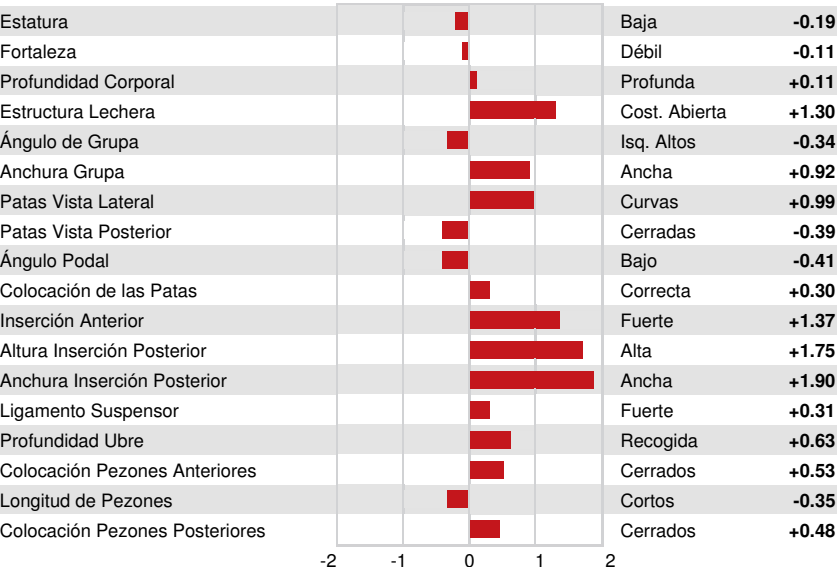 Estatura Baja -0.19
Fortaleza Débil -0.11
Profundidad Corporal Profunda +0.11
Estructura Lechera Cost. Abierta +1.30
Ángulo de Grupa Isq. Altos -0.34
Anchura Grupa Ancha +0.92
Patas Vista Lateral Curvas +0.99
Patas Vista Posterior Cerradas -0.39
Ángulo Podal Bajo -0.41
Colocación de las Patas Correcta +0.30
Inserción Anterior Fuerte +1.37
Altura Inserción Posterior Alta +1.75
Anchura Inserción Posterior Ancha +1.90
Ligamento Suspensor Fuerte +0.31
Profundidad Ubre Recogida +0.63
Colocación Pezones Anteriores Cerrados +0.53
Longitud de Pezones Cortos -0.35
Colocación Pezones Posteriores Cerrados +0.48
-2 -1 0 1 2